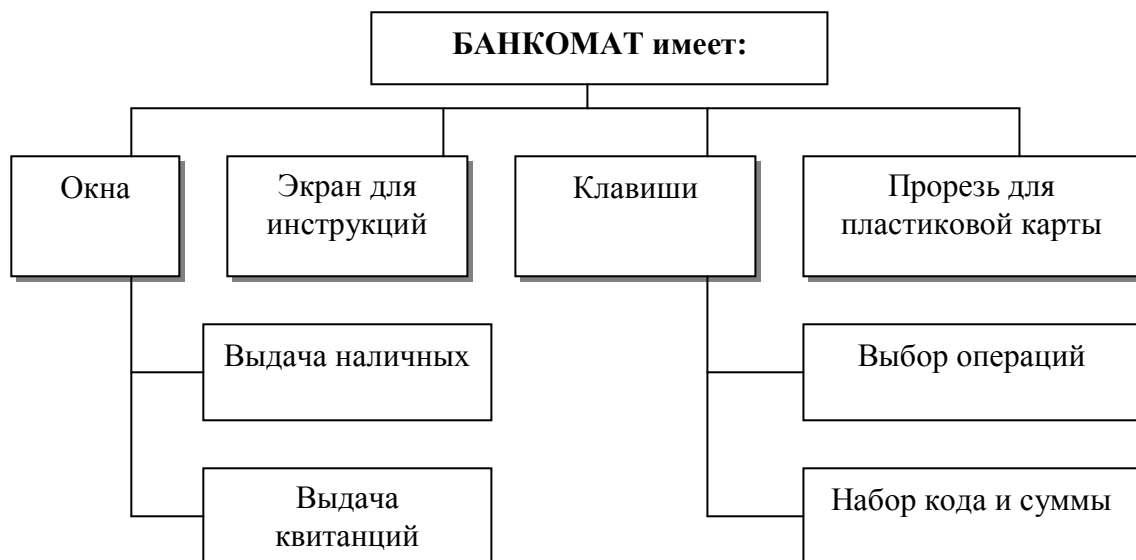 БАНКОМАТ имеет:
Окна
Экран для
инструкций
Клавиши
Прорезь для
пластиковой карты
Выдача наличных
Выбор операций
Выдача
квитанций
Набор кода и суммы